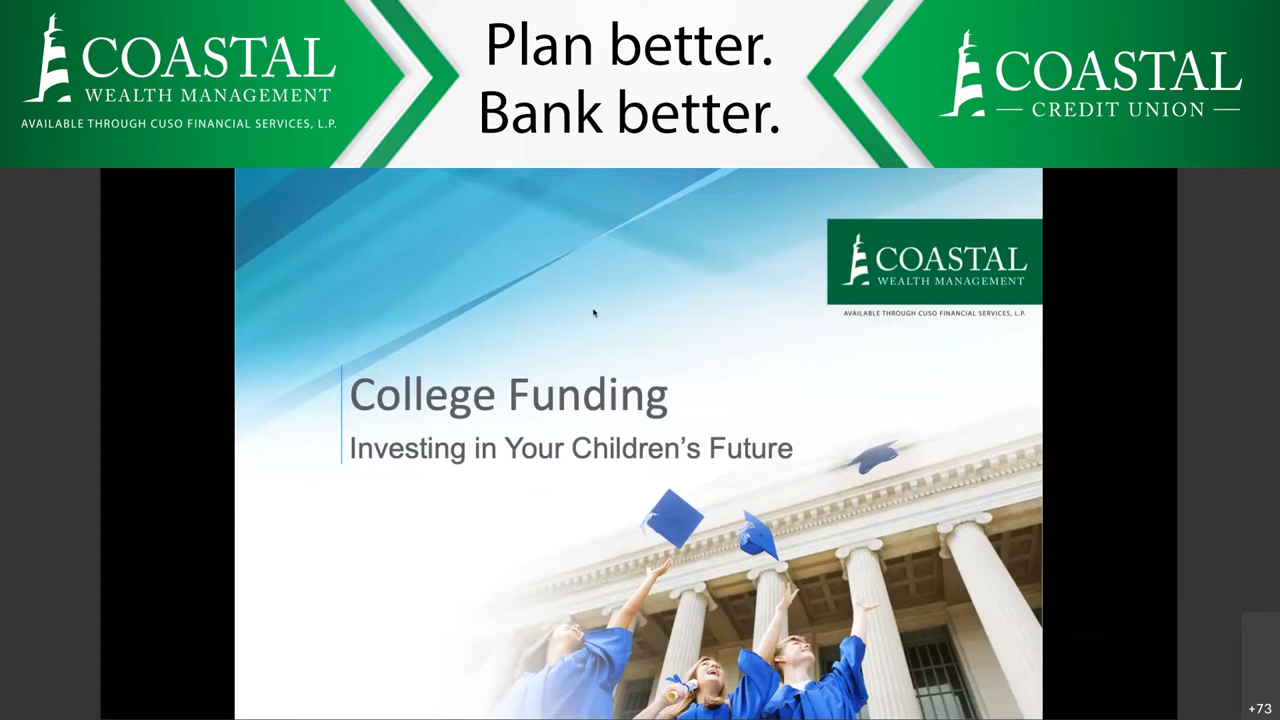 COASTAL
WEALTH MANAGEMENT
AVAILABLE THROUGH CUSO FINANCIAL SERVICES, L.P.
Plan better.
Bank better.
COASTAL
CREDIT UNION
COASTAL
WEALTH MANAGEMENT
AVAILABLE THROUGH CUSO FINANCIAL SERVICES, L.P.
College Funding
Investing in Your Children's Future
+73